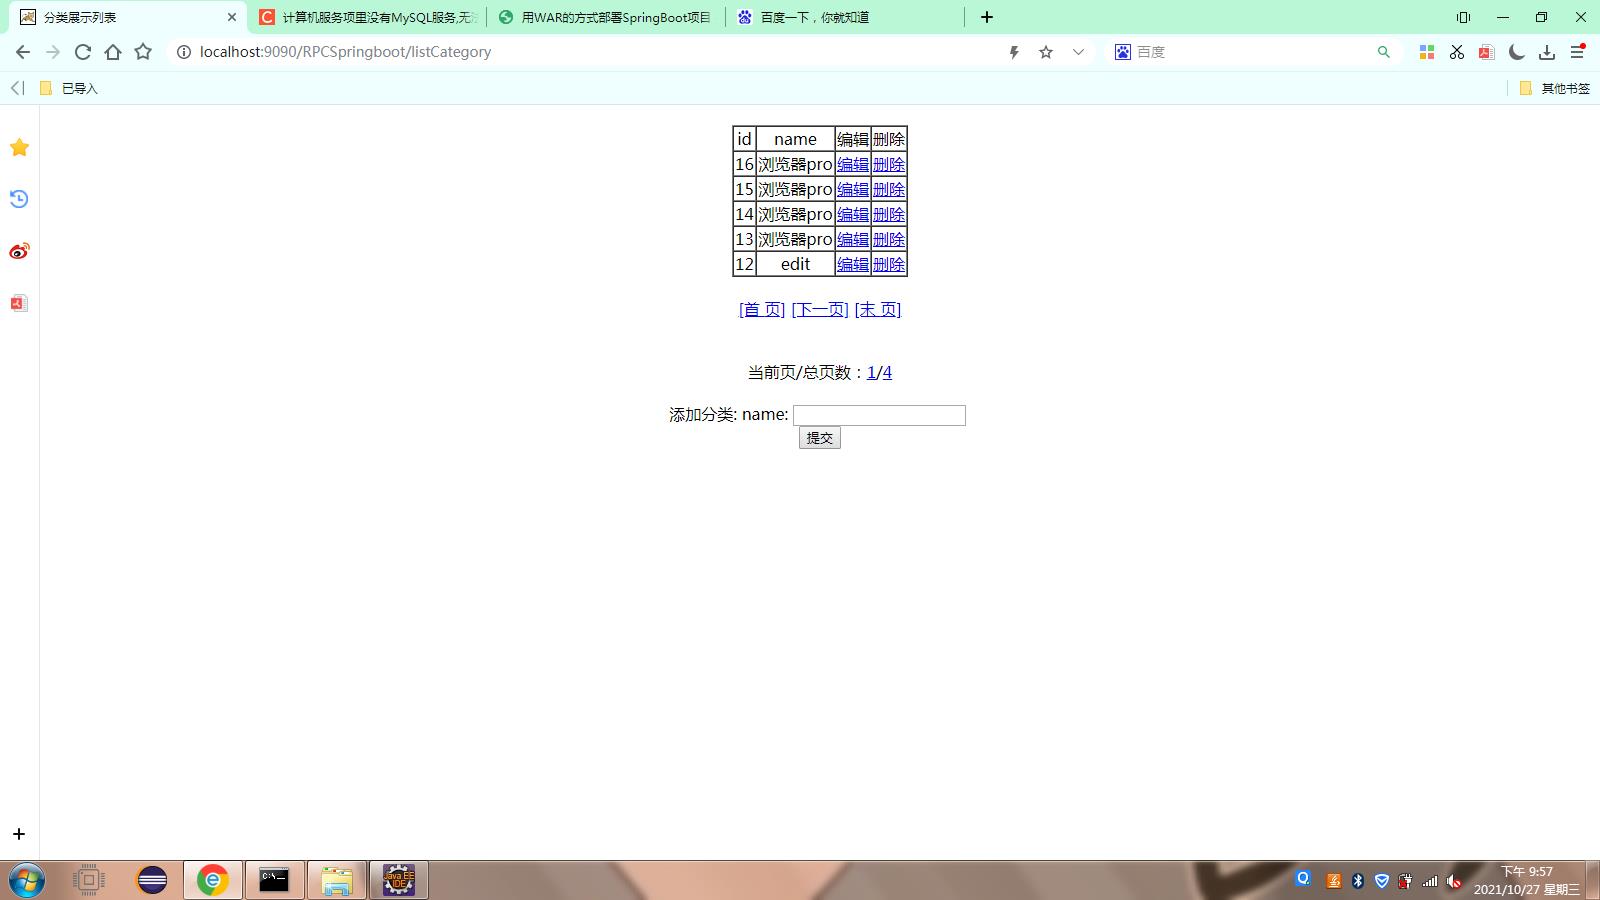 分类展示列表
计算机服务项里没有MySQL服务,无法
用WAR的方式部署SpringBoot项目
百度一下，你就知道
localhost:9090/RPCSpringboot/listCategory
百度
已导入
其他书签
id name 编辑 删除
16 浏览器pro 编辑 删除
15 浏览器pro 编辑 删除
14 浏览器pro 编辑 删除
13 浏览器pro 编辑 删除
12 edit 编辑 删除
[首 页] [下一页] [末 页]
当前页/总页数：1/4
添加分类: name:
提交
C:\_
Java EE
IDE
下午 9:57
2021/10/27 星期三